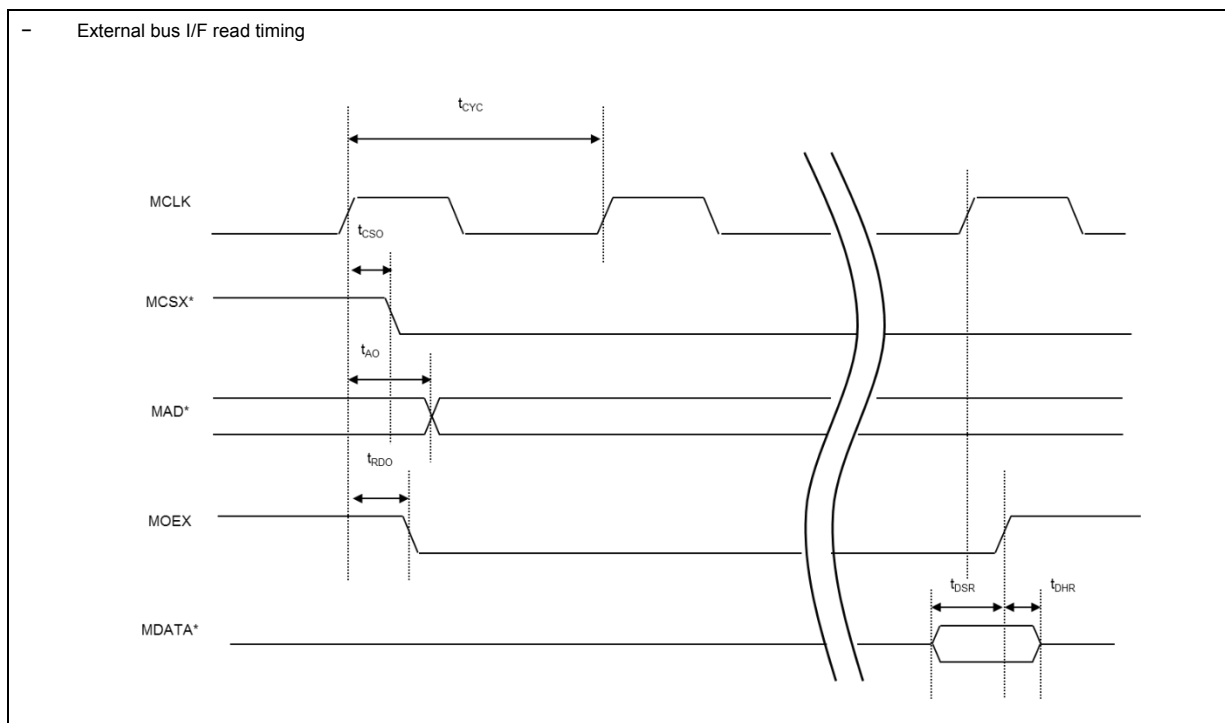 − External bus I/F read timing
tCYC
MCLK
tCSO
MCSX*
tAO
MAD*
tRDO
MOEX
tDSR tDHR
MDATA*